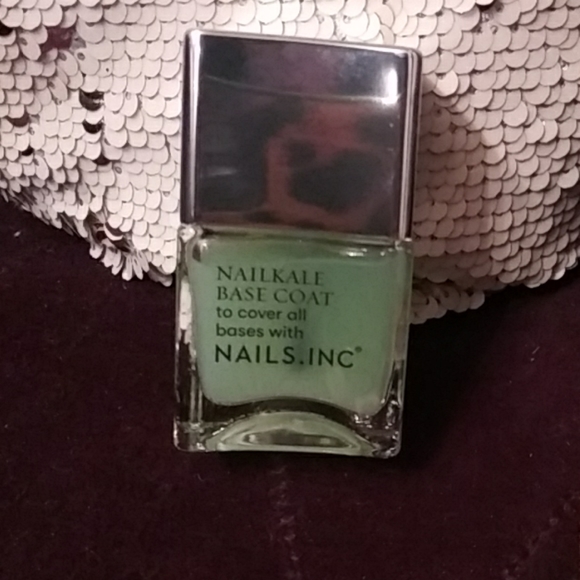 NAILKALE
BASE COAT
to cover all
bases with
NAILS.INC®